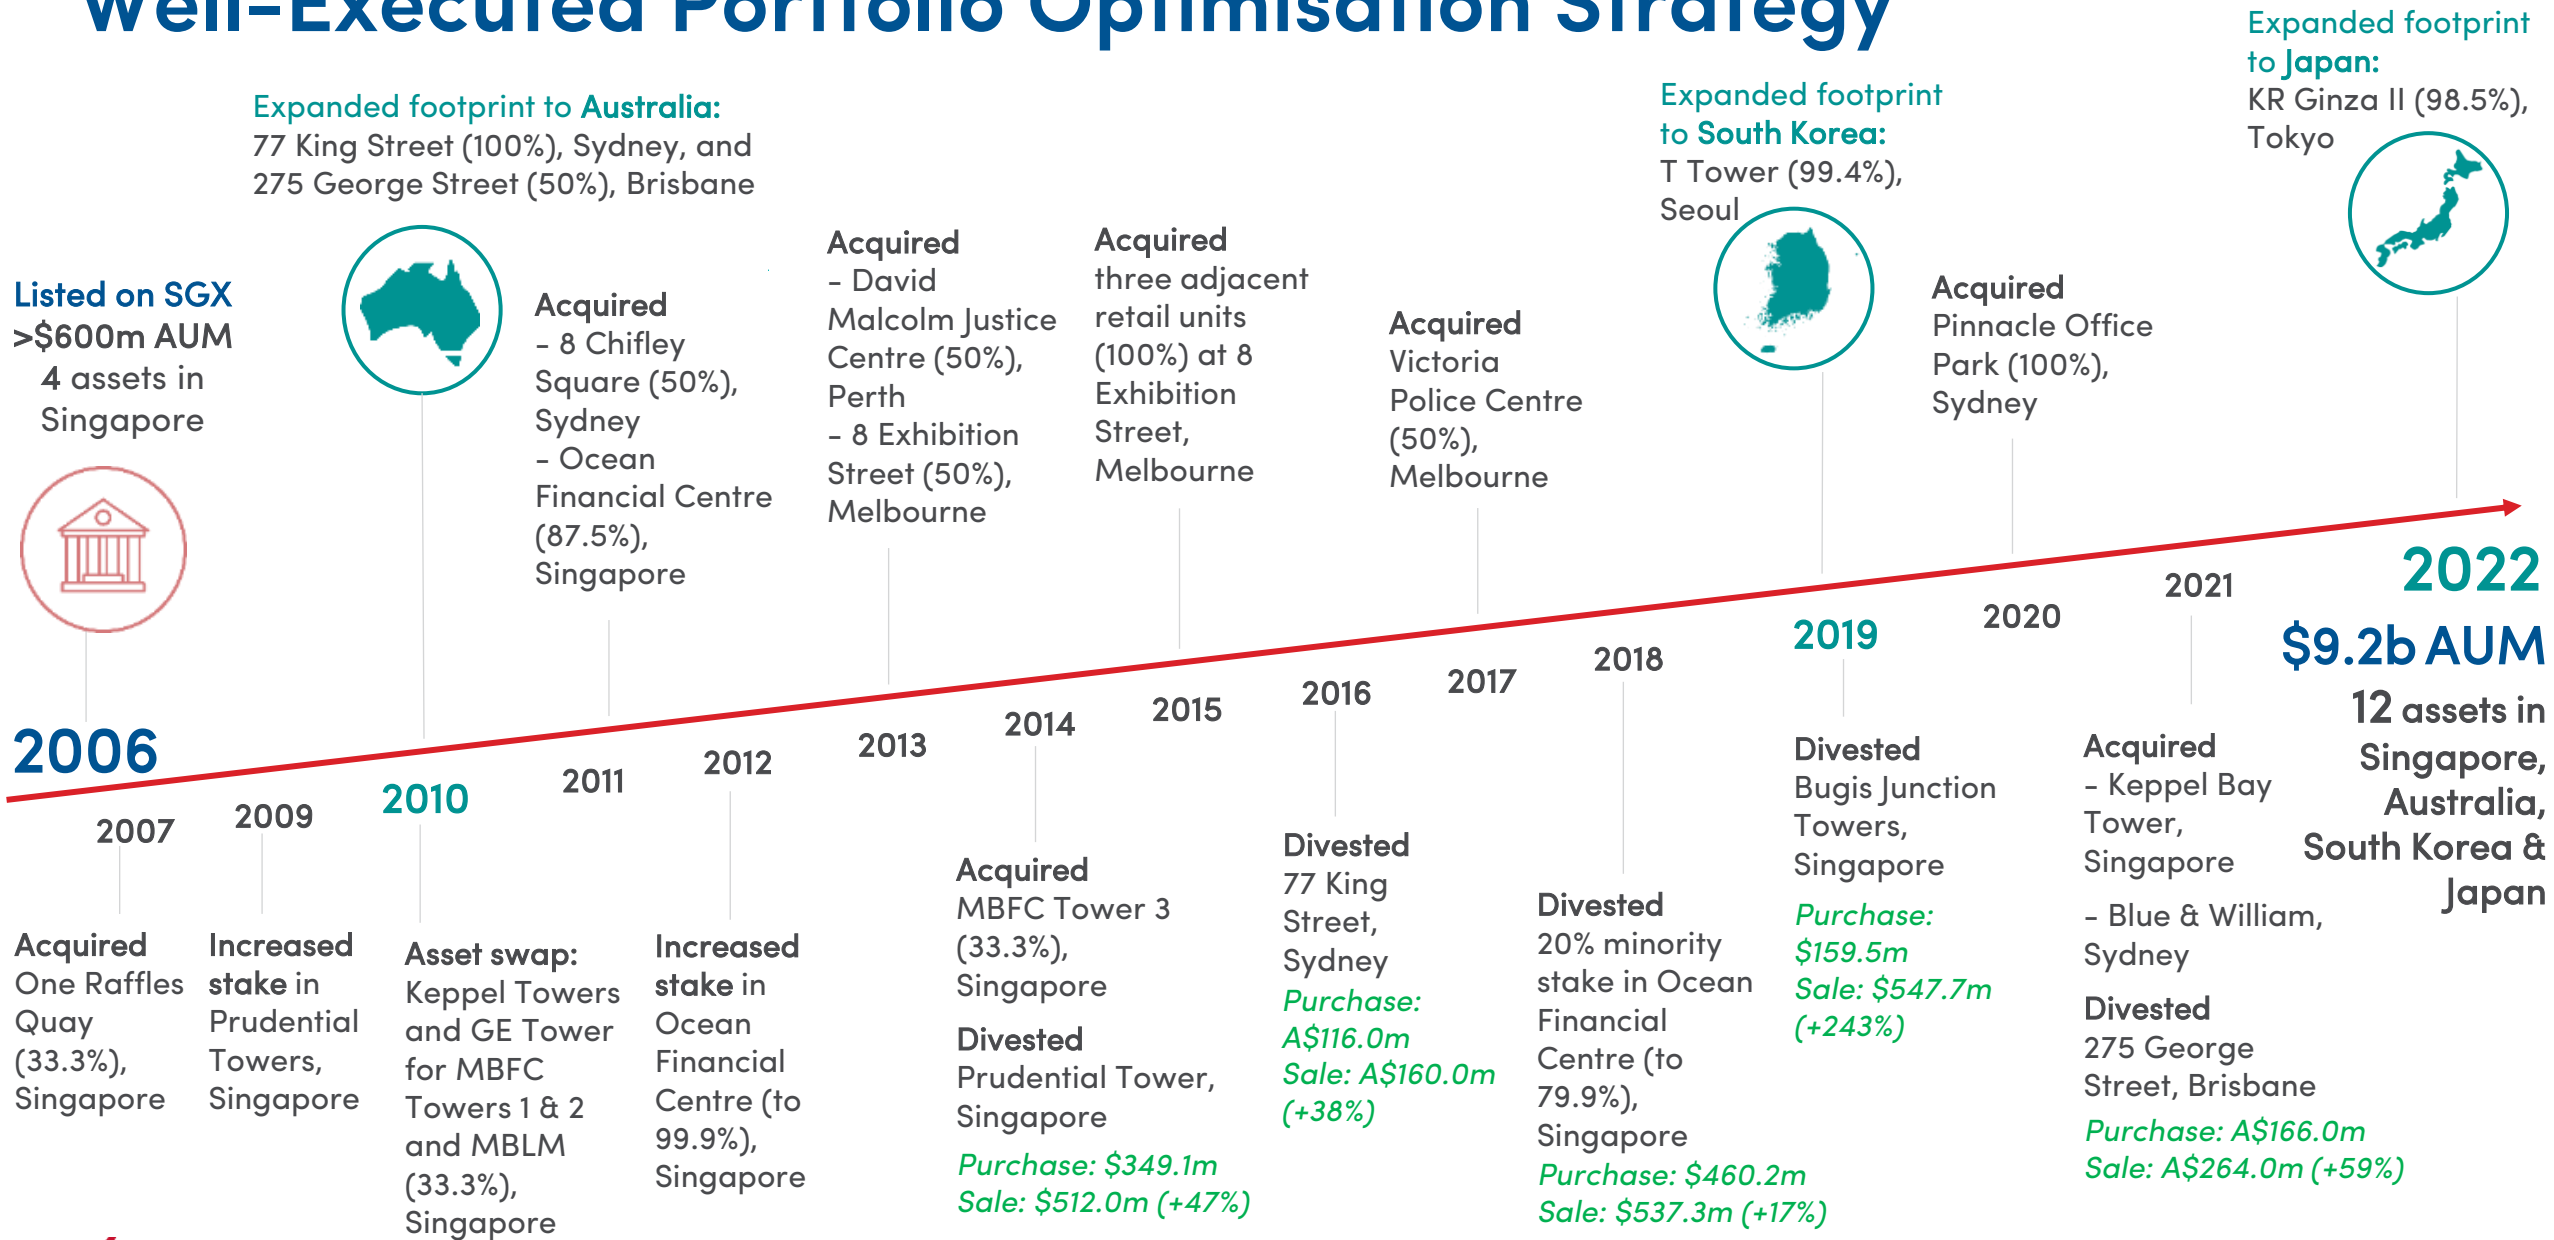 Well-Executed Portfolio Optimisation Strategy
Listed on SGX
>$600m AUM
4 assets in
Singapore
2006
2007
Acquired
One Raffles
Quay
(33.3%),
Singapore
2009
Increased
stake in
Prudential
Towers,
Singapore
Expanded footprint to Australia:
77 King Street (100%), Sydney, and
275 George Street (50%), Brisbane
2010
Asset swap:
Keppel Towers
and GE Tower
for MBFC
Towers 1 & 2
and MBLM
(33.3%),
Singapore
Acquired
- 8 Chifley
Square (50%),
Sydney
- Ocean
Financial Centre
(87.5%),
Singapore
2011
2012
Increased
stake in
Ocean
Financial
Centre (to
99.9%),
Singapore
Acquired
- David
Malcolm Justice
Centre (50%),
Perth
- 8 Exhibition
Street (50%),
Melbourne
2013
2014
Acquired
MBFC Tower 3
(33.3%),
Singapore
Divested
Prudential Tower,
Singapore
Purchase: $349.1m
Sale: $512.0m (+47%)
Acquired
three adjacent
retail units
(100%) at 8
Exhibition
Street,
Melbourne
2015
2016
Divested
77 King
Street,
Sydney
Purchase:
A$116.0m
Sale: A$160.0m
(+38%)
Acquired
Victoria
Police Centre
(50%),
Melbourne
2017
2018
Divested
20% minority
stake in Ocean
Financial
Centre (to
79.9%),
Singapore
Purchase: $460.2m
Sale: $537.3m (+17%)
Expanded footprint
to South Korea:
T Tower (99.4%),
Seoul
2019
Divested
Bugis Junction
Towers,
Singapore
Purchase:
$159.5m
Sale: $547.7m
(+243%)
Acquired
Pinnacle Office
Park (100%),
Sydney
2020
2021
Acquired
- Keppel Bay
Tower,
Singapore
- Blue & William,
Sydney
Divested
275 George
Street, Brisbane
Purchase: A$166.0m
Sale: A$264.0m (+59%)
Expanded footprint
to Japan:
KR Ginza II (98.5%),
Tokyo
2022
$9.2b AUM
12 assets in
Singapore,
Australia,
South Korea &
Japan